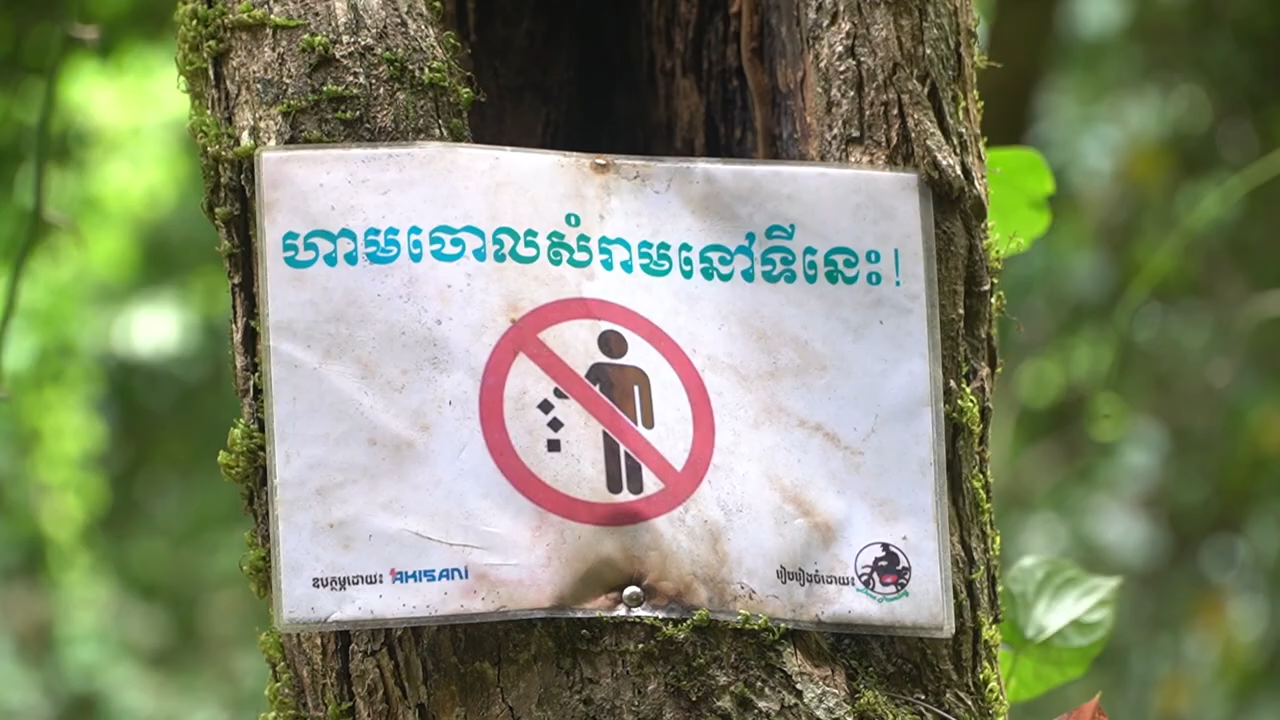 ហាមចោលសំរាមនៅទីនេះ!
ឧបត្ថម្ភដោយ៖ AKISANI
រៀបរៀងចំដោយ៖